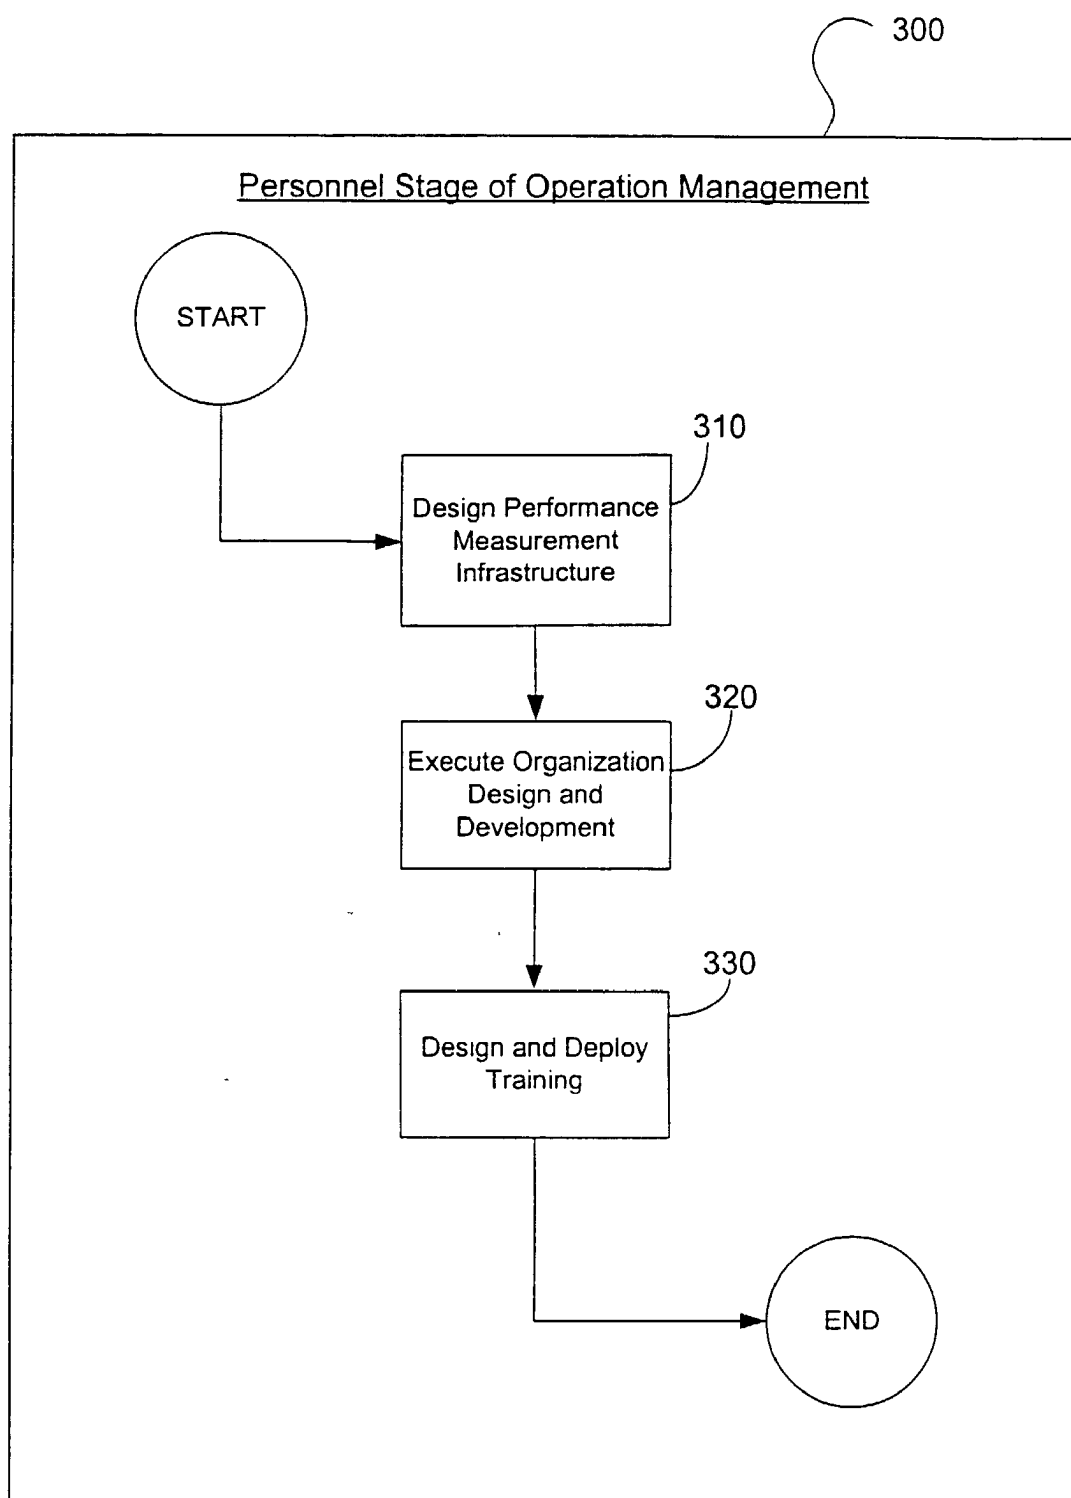 300
Personnel Stage of Operation Management
START
310
Design Performance
Measurement
Infrastructure
320
Execute Organization
Design and
Development
330
Design and Deploy
Training
END